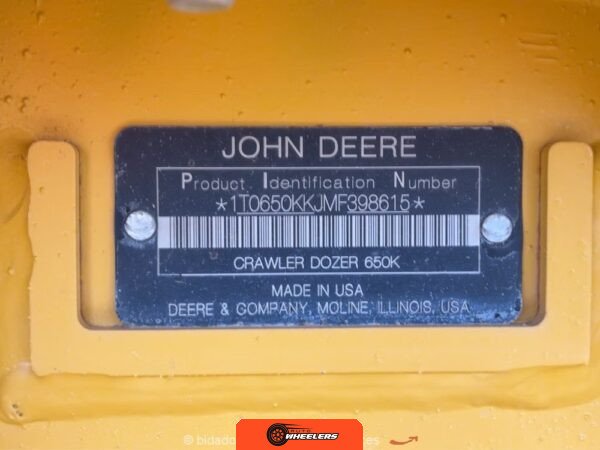 JOHN DEERE
Product Identification Number
*1T0650KKJMF398615*
CRAWLER DOZER 650K
MADE IN USA
DEERE & COMPANY, MOLINE, ILLINOIS, USA
WHEELERS